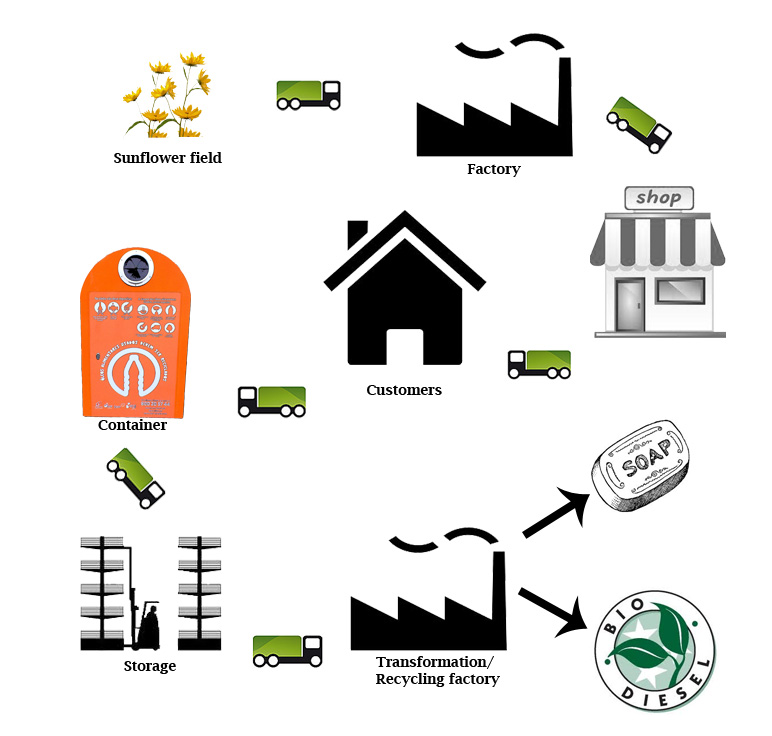 Sunflower field
Factory
shop
Customers
Container
SOAP
Storage
Transformation/
Recycling factory
BIO
DIESEL